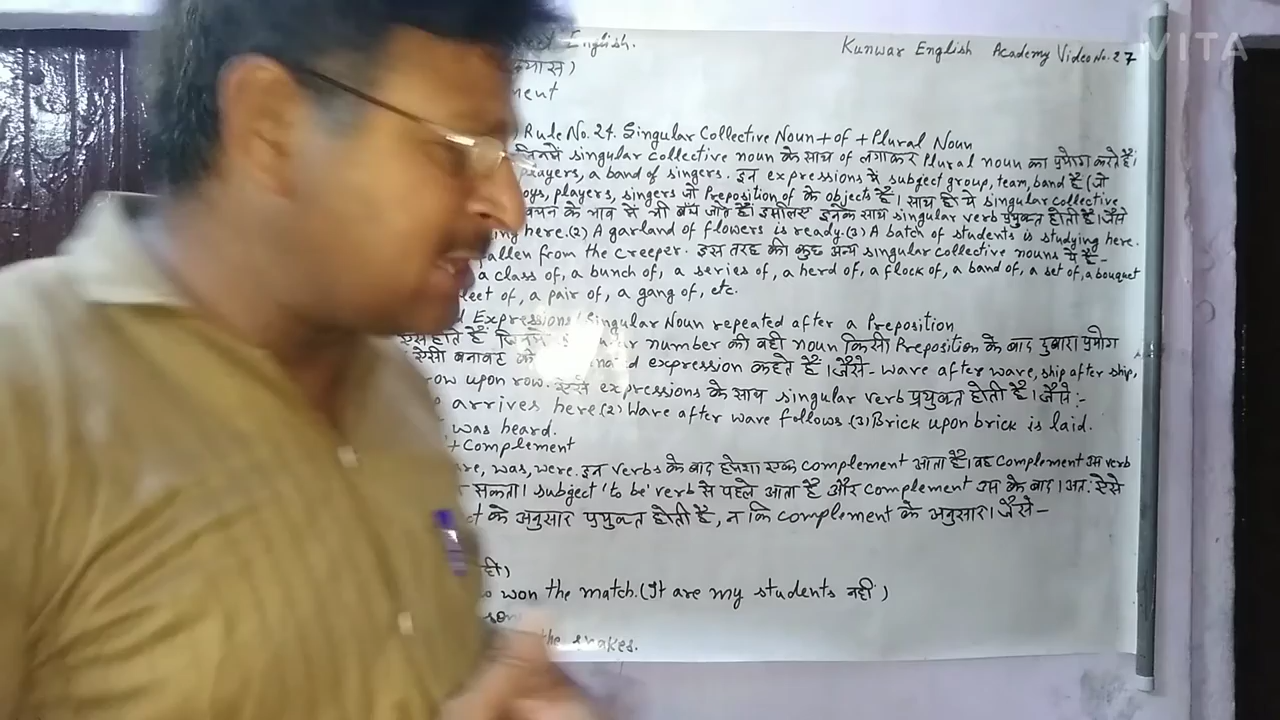 English.
Kunwar English Academy Video No. 27
VITA
Rule No. 24. Singular Collective Noun + of + Plural Noun
singular collective noun के साथ of लगाकर Plural noun का प्रयोग करते हैं।
prayers, a band of singers. इन expressions में subject group, team, band हैं (जो
players, singers जो Preposition of के objects हैं। साथ ही ये singular collective
वचन के भाव में भी बंध जाते हैं। इसलिए इनके साथ singular verb प्रयुक्त होती है। जैसे
here. (2) A garland of flowers is ready. (3) A batch of students is studying here.
from the creeper. इस तरह की कुछ अन्य singular collective nouns ये हैं-
a class of, a bunch of, a series of, a herd of, a flock of, a band of, a set of, a bouquet
of, a pair of, a gang of, etc.
Expressions/Singular Noun repeated after a Preposition
number की वही noun किसी Preposition के बाद दुबारा प्रयोग
ऐसी बनावट को expression कहते हैं। जैसे- wave after wave, ship after ship,
row upon row. ऐसे expressions के साथ singular verb प्रयुक्त होती है। जैसे:-
arrives here (2) Wave after wave follows (3) Brick upon brick is laid.
was heard.
+Complement
are, was, were. इन verbs के बाद हमेशा एक complement आता है। वह complement उस verb
सकता। subject 'to be' verb से पहले आता है और complement उस के बाद। अत: ऐसे
के अनुसार प्रयुक्त होती है, न कि complement के अनुसार। जैसे-
won the match. (It are my students नहीं)
the snakes.